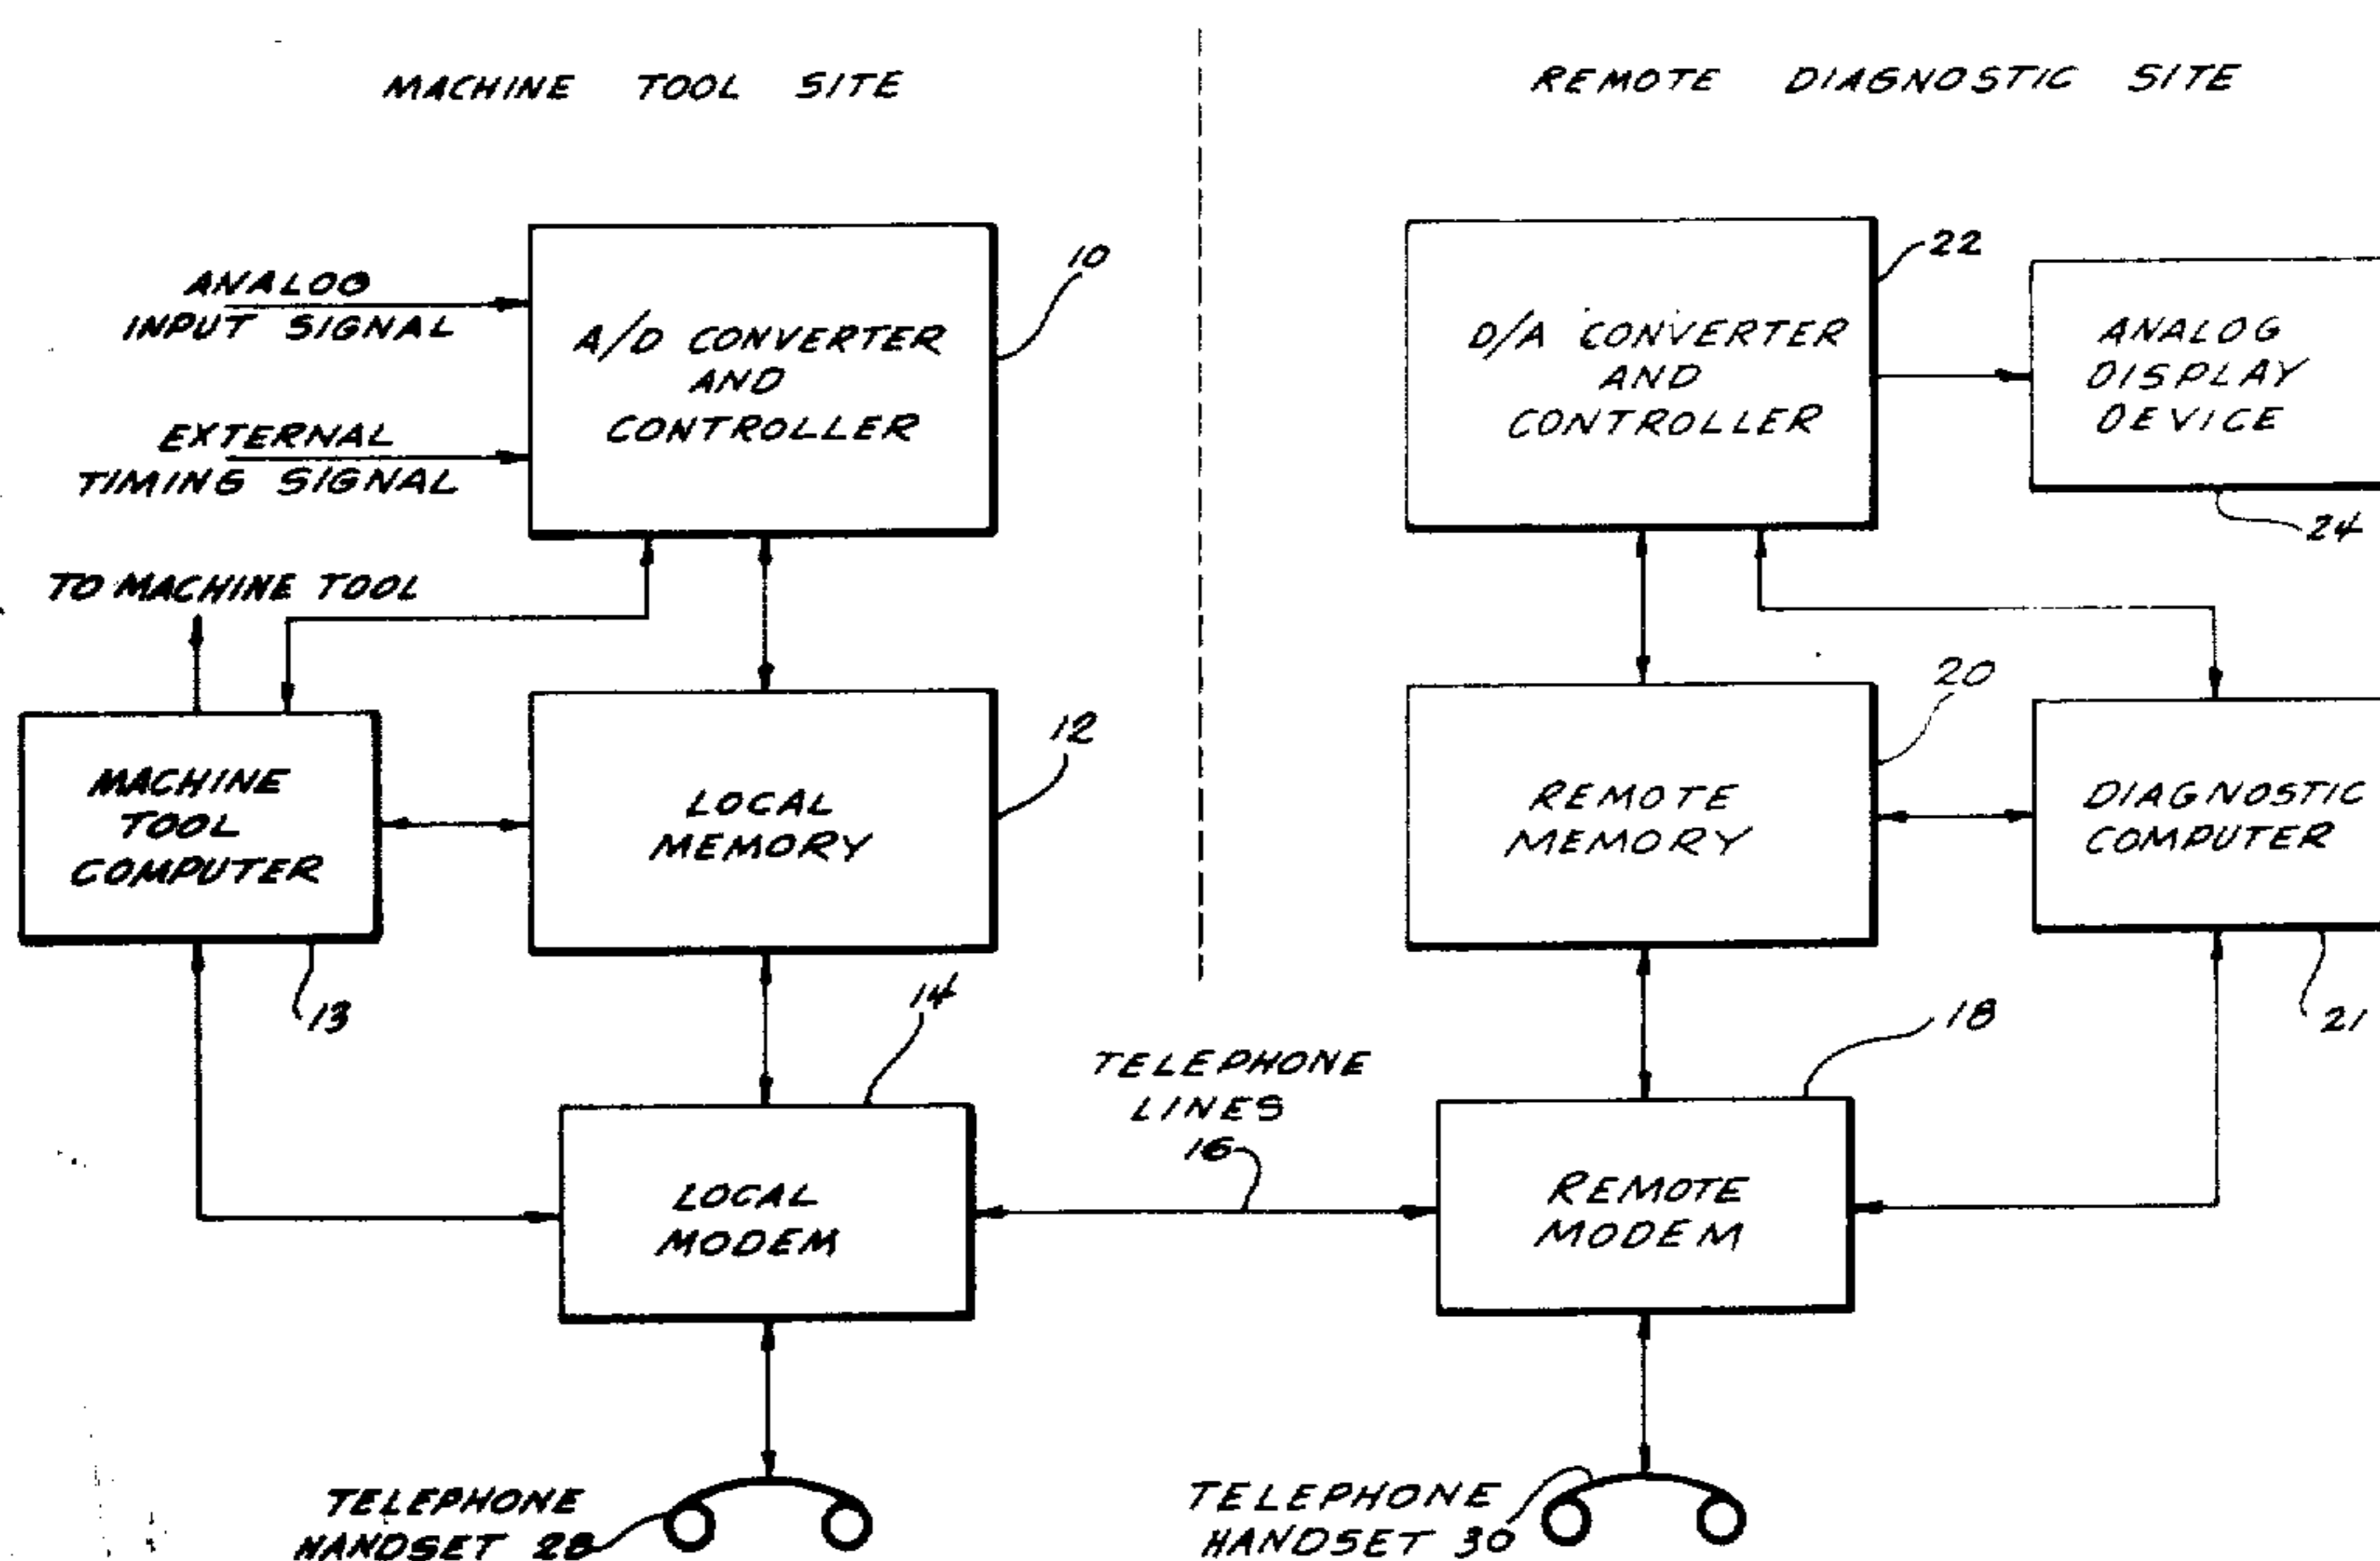 MACHINE TOOL SITE
REMOTE DIAGNOSTIC SITE
ANALOG
INPUT SIGNAL
EXTERNAL
TIMING SIGNAL
A/D CONVERTER
AND
CONTROLLER
10
D/A CONVERTER
AND
CONTROLLER
22
ANALOG
DISPLAY
DEVICE
24
TO MACHINE TOOL
MACHINE
TOOL
COMPUTER
13
LOCAL
MEMORY
12
REMOTE
MEMORY
20
DIAGNOSTIC
COMPUTER
21
LOCAL
MODEM
14
TELEPHONE
LINES
16
REMOTE
MODEM
18
TELEPHONE
HANDSET 28
TELEPHONE
HANDSET 30